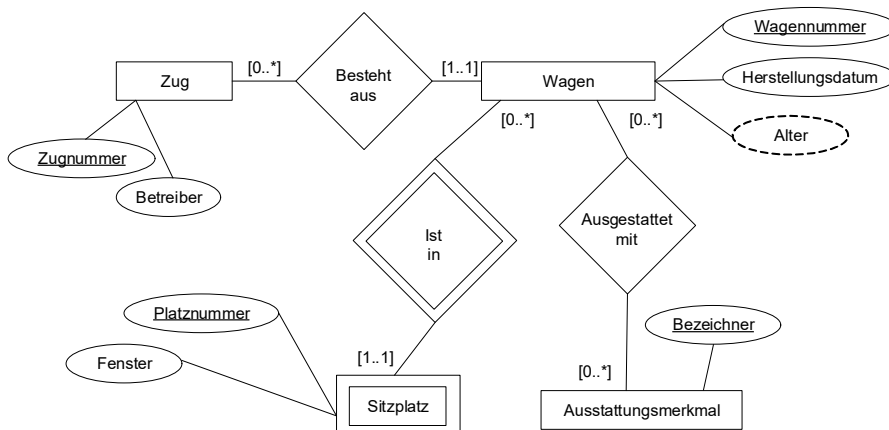 Wagennummer
[0..*]
[1..1]
Zug
Besteht
aus
Wagen
Herstellungsdatum
[0..*]
[0..*]
Alter
Zugnummer
Betreiber
Ist
in
Ausgestattet
mit
Platznummer
Bezeichner
Fenster
[1..1]
[0..*]
Sitzplatz
Ausstattungsmerkmal